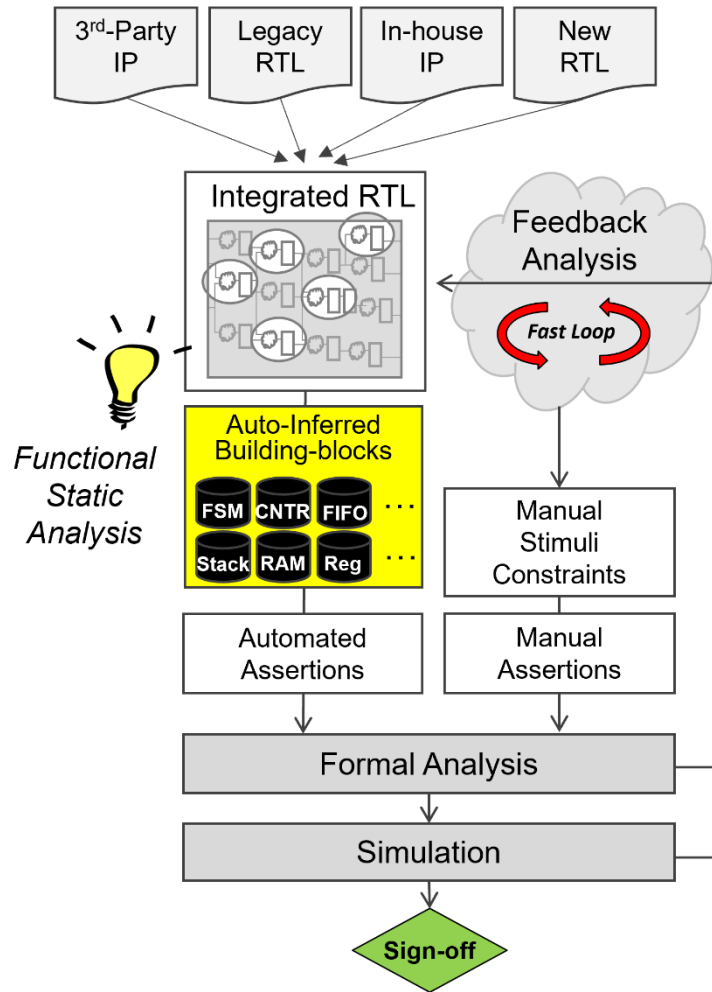 3rd-Party
IP
Legacy
RTL
In-house
IP
New
RTL
Integrated RTL
Feedback
Analysis
Fast Loop
Functional
Static
Analysis
Auto-Inferred
Building-blocks
FSM CNTR FIFO ...
Stack RAM Reg ...
Manual
Stimuli
Constraints
Automated
Assertions
Manual
Assertions
Formal Analysis
Simulation
Sign-off